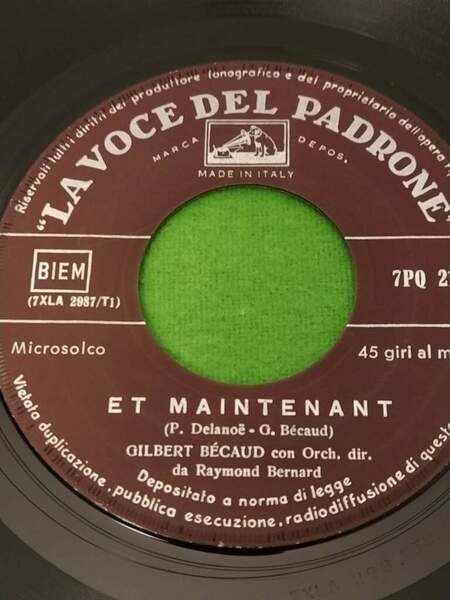 Riservati tutti diritti del produttore fonografico e del proprietario dell'opera
"LA VOCE DEL PADRONE"
MARCA DEPOS.
MADE IN ITALY
BIEM
(7XLA 2987/T1)
7PQ
Microsolco
45 giri al
ET MAINTENANT
(P. Delanoë - G. Bécaud)
GILBERT BÉCAUD con Orch. dir.
da Raymond Bernard
Depositato a norma di legge
Vietata duplicazione, pubblica esecuzione, radiodiffusione di questo